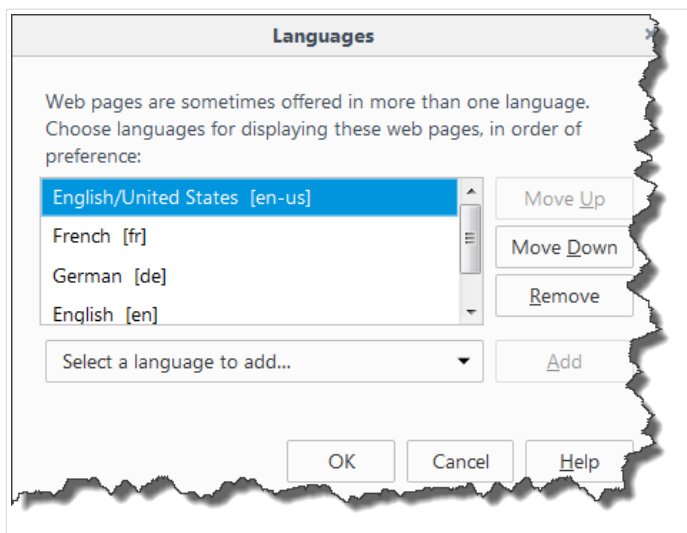 Languages
Web pages are sometimes offered in more than one language.
Choose languages for displaying these web pages, in order of
preference:
English/United States [en-us]
Move Up
French [fr]
Move Down
German [de]
Remove
English [en]
Select a language to add...
Add
OK
Cancel
Help